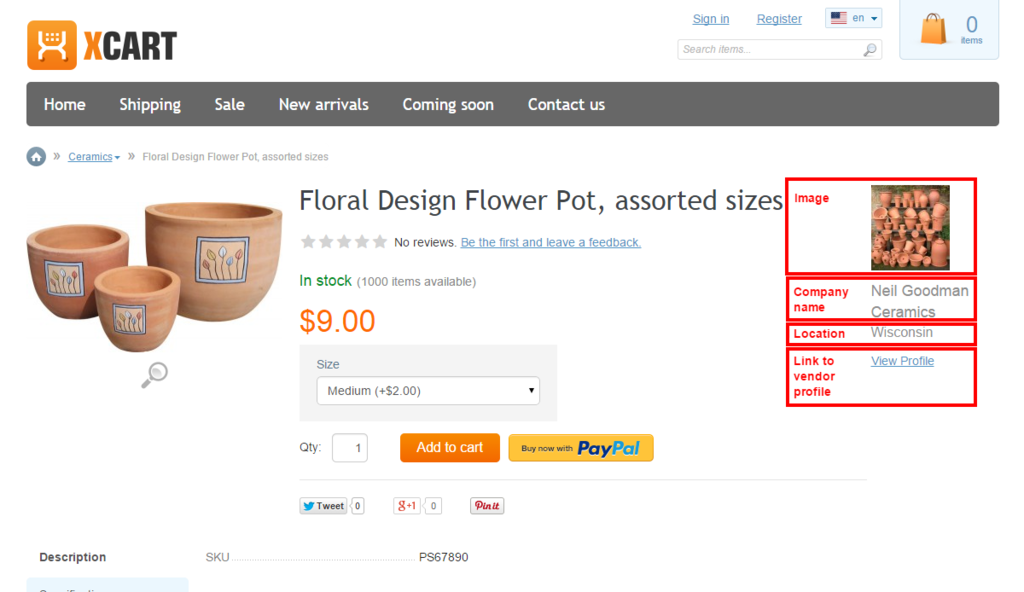 Sign in
Register
en
XCART
Search items...
0
items
Home
Shipping
Sale
New arrivals
Coming soon
Contact us
»
Ceramics
»
Floral Design Flower Pot, assorted sizes
Floral Design Flower Pot, assorted sizes
No reviews. Be the first and leave a feedback.
In stock (1000 items available)
$9.00
Size
Medium (+$2.00)
Qty:
1
Add to cart
Buy now with PayPal
Image
Company
name
Neil Goodman
Ceramics
Location
Wisconsin
Link to
vendor
profile
View Profile
Tweet
0
g+1
0
Pin it
Description
SKU
PS67890